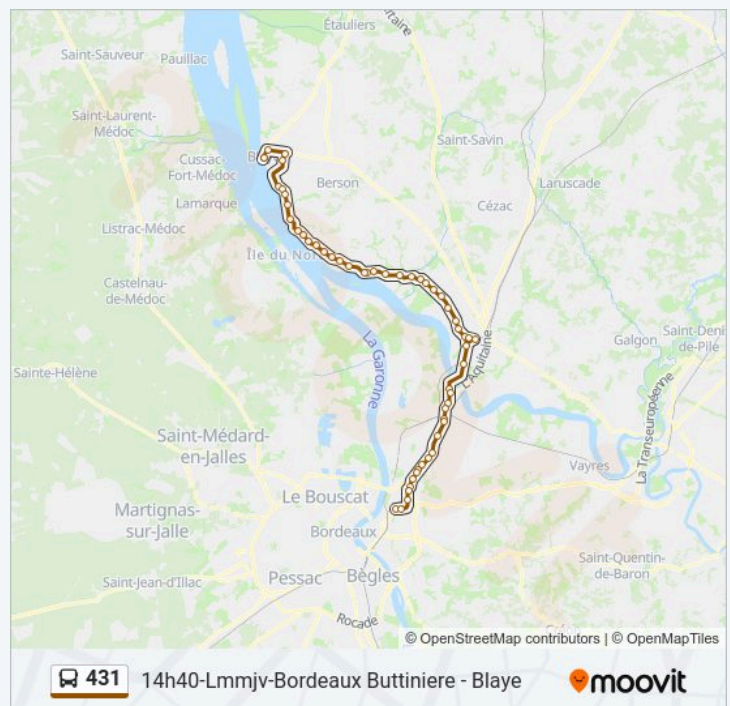 Étauliers
Saint-Sauveur
Pauillac
Saint-Laurent-
Médoc
Saint-Savin
Cussac-
Fort-Médoc
Berson
Laruscade
Lamarque
Cézac
Listrac-Médoc
Île du Nor
Castelnau-
de-Médoc
La Garonne
L'Aquitaine
Galgon
Saint-Deni
de-Pile
Sainte-Hélène
La Transeuropéenne
Saint-Médard-
en-Jalles
Vayres
Le Bouscat
Martignas-
sur-Jalle
Bordeaux
Saint-Quentin-
de-Baron
Saint-Jean-d'Illac
Pessac
Bègles
Rocade
© OpenStreetMap contributors | © OpenMapTiles
431 14h40-Lmmjv-Bordeaux Buttiniere - Blaye
moovit